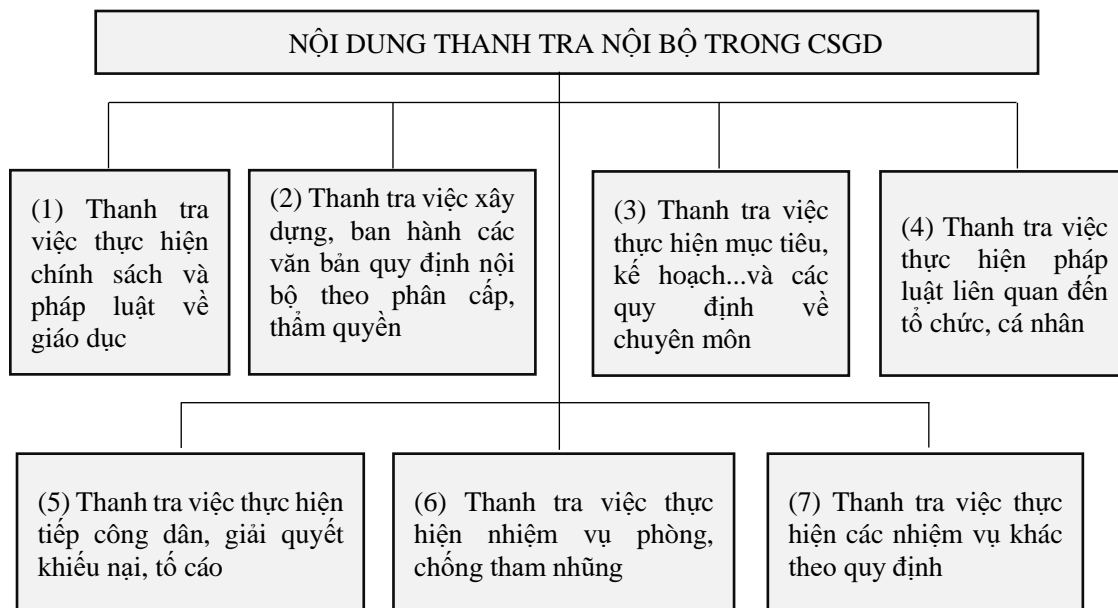 NỘI DUNG THANH TRA NỘI BỘ TRONG CSGD
(1) Thanh tra
việc thực hiện
chính sách và
pháp luật về
giáo dục
(2) Thanh tra việc xây
dựng, ban hành các
văn bản quy định nội
bộ theo phân cấp,
thẩm quyền
(3) Thanh tra việc
thực hiện mục tiêu,
kế hoạch...và các
quy định về
chuyên môn
(4) Thanh tra việc
thực hiện pháp
luật liên quan đến
tổ chức, cá nhân
(5) Thanh tra việc thực hiện
tiếp công dân, giải quyết
khiếu nại, tố cáo
(6) Thanh tra việc thực
hiện nhiệm vụ phòng,
chống tham nhũng
(7) Thanh tra việc thực
hiện các nhiệm vụ khác
theo quy định